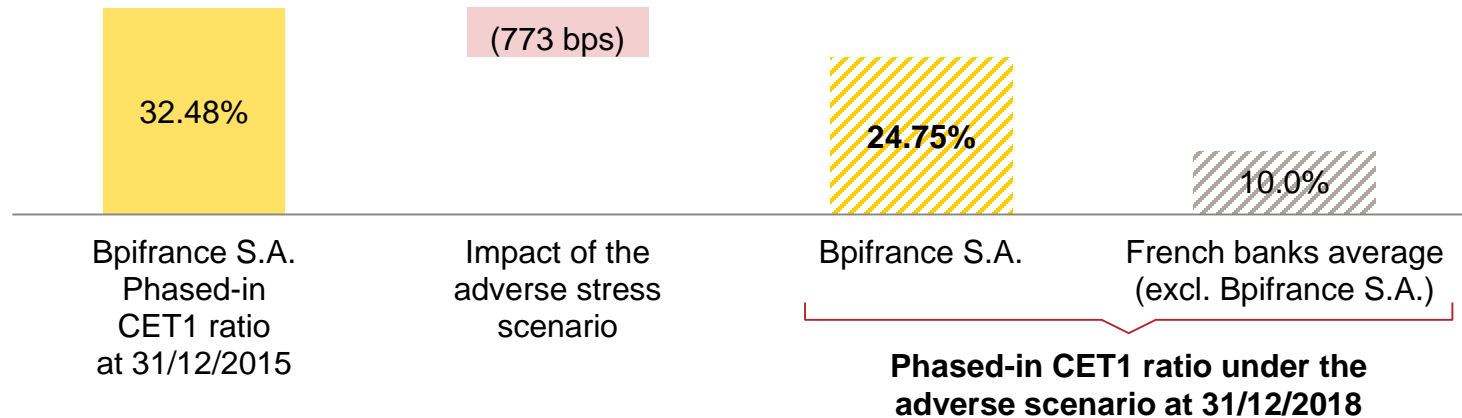 (773 bps)
32.48%
24.75%
10.0%
Bpifrance S.A.
Phased-in
CET1 ratio
at 31/12/2015
Impact of the
adverse stress
scenario
Bpifrance S.A.
French banks average
(excl. Bpifrance S.A.)
Phased-in CET1 ratio under the
adverse scenario at 31/12/2018